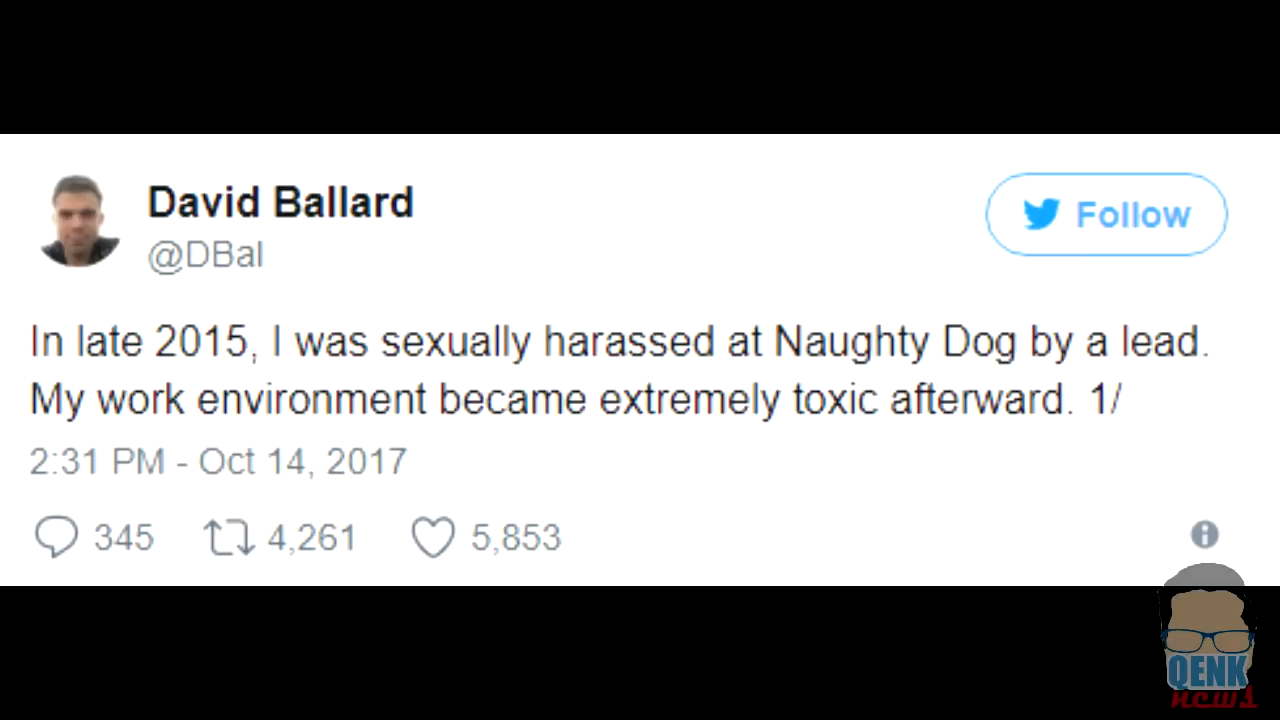 David Ballard
@DBal
Follow
In late 2015, I was sexually harassed at Naughty Dog by a lead.
My work environment became extremely toxic afterward. 1/
2:31 PM - Oct 14, 2017
345 4,261 5,853
QENK
news